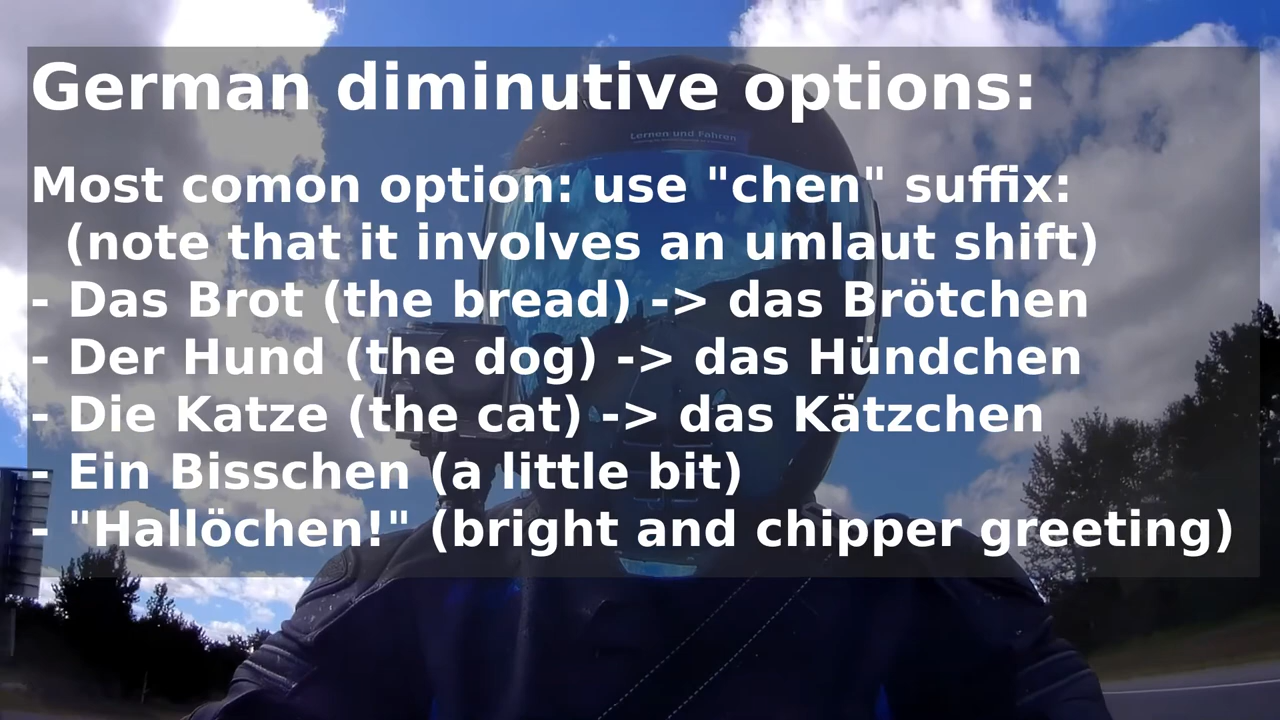 German diminutive options:
Most comon option: use "chen" suffix:
(note that it involves an umlaut shift)
- Das Brot (the bread) -> das Brötchen
- Der Hund (the dog) -> das Hündchen
- Die Katze (the cat) -> das Kätzchen
- Ein Bisschen (a little bit)
- "Hallöchen!" (bright and chipper greeting)
Lernen und Fahren